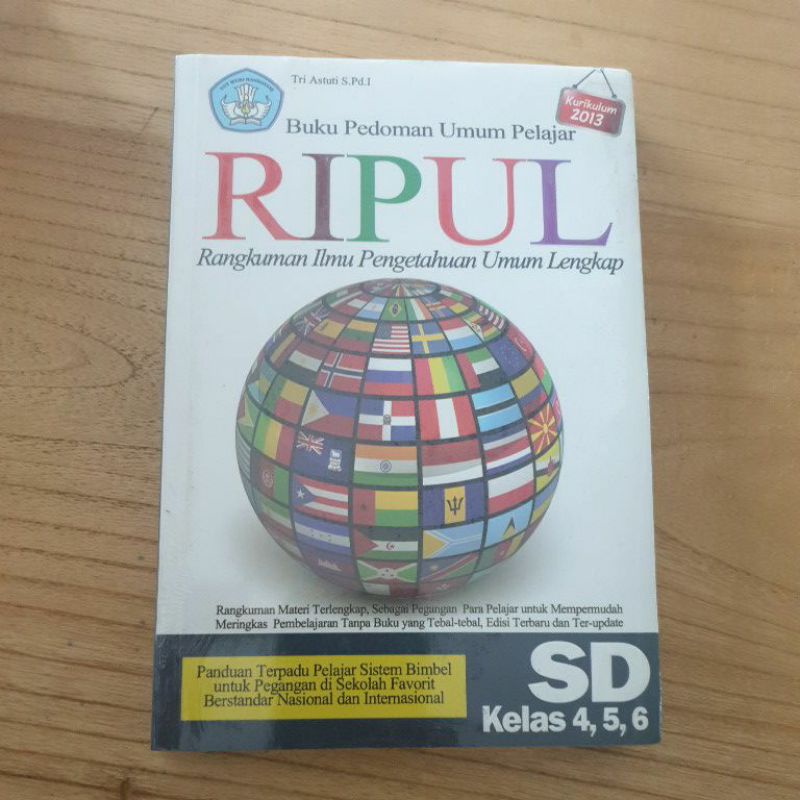 Tri Astuti S.Pd.I
Kurikulum
2013
Buku Pedoman Umum Pelajar
RIPUL
Rangkuman Ilmu Pengetahuan Umum Lengkap
Rangkuman Materi Terlengkap, Sebagai Pegangan Para Pelajar untuk Mempermudah
Meringkas Pembelajaran Tanpa Buku yang Tebal-tebal, Edisi Terbaru dan Ter-update
Panduan Terpadu Pelajar Sistem Bimbel
untuk Pegangan di Sekolah Favorit
Berstandar Nasional dan Internasional
SD
Kelas 4, 5, 6